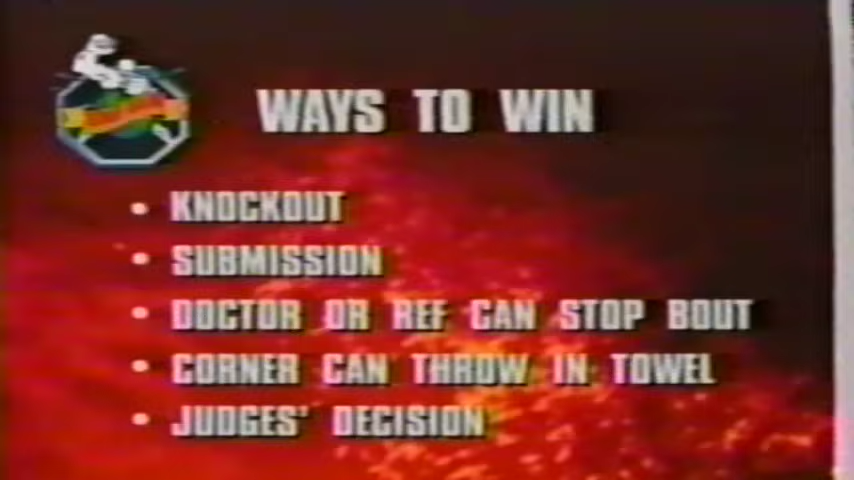 WAYS TO WIN
• KNOCKOUT
• SUBMISSION
• DOCTOR OR REF CAN STOP BOUT
• CORNER CAN THROW IN TOWEL
• JUDGES' DECISION